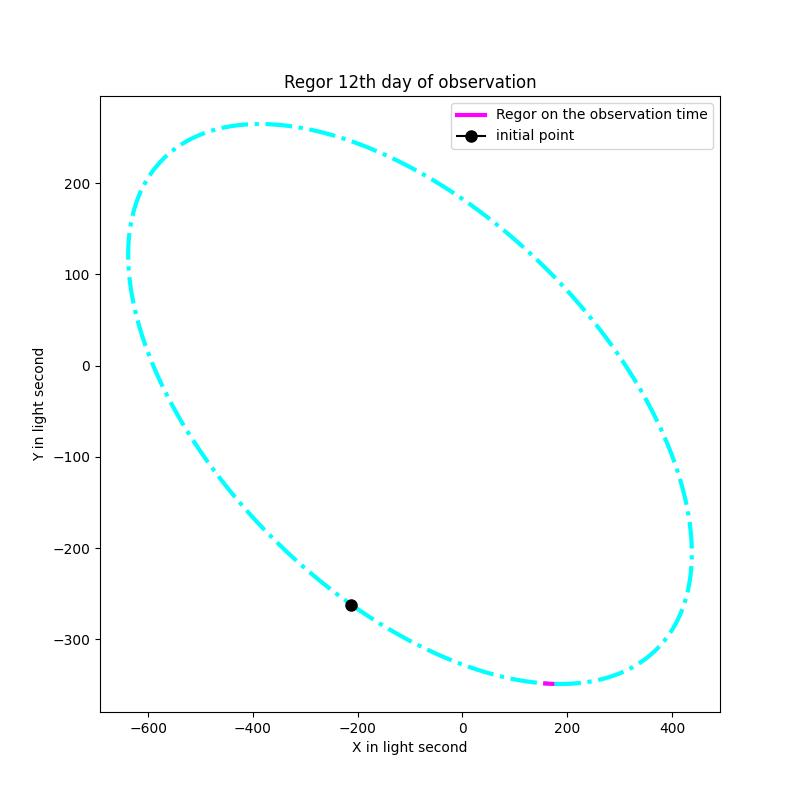 Regor 12th day of observation
Regor on the observation time
initial point
200
100
0
−100
−200
−300
Y in light second
−600
−400
−200
0
200
400
X in light second